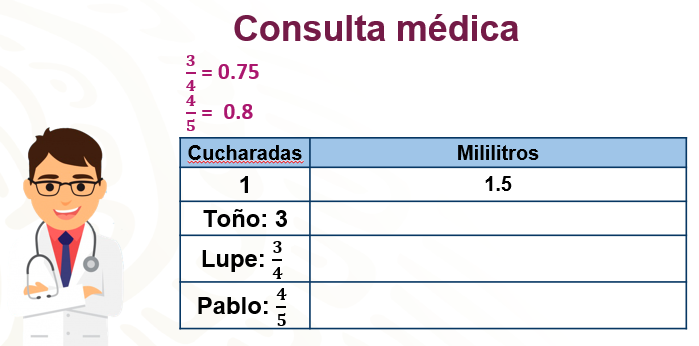 Consulta médica
3/4 = 0.75
4/5 = 0.8
Cucharadas Mililitros
1 1.5
Toño: 3
Lupe: 3/4
Pablo: 4/5